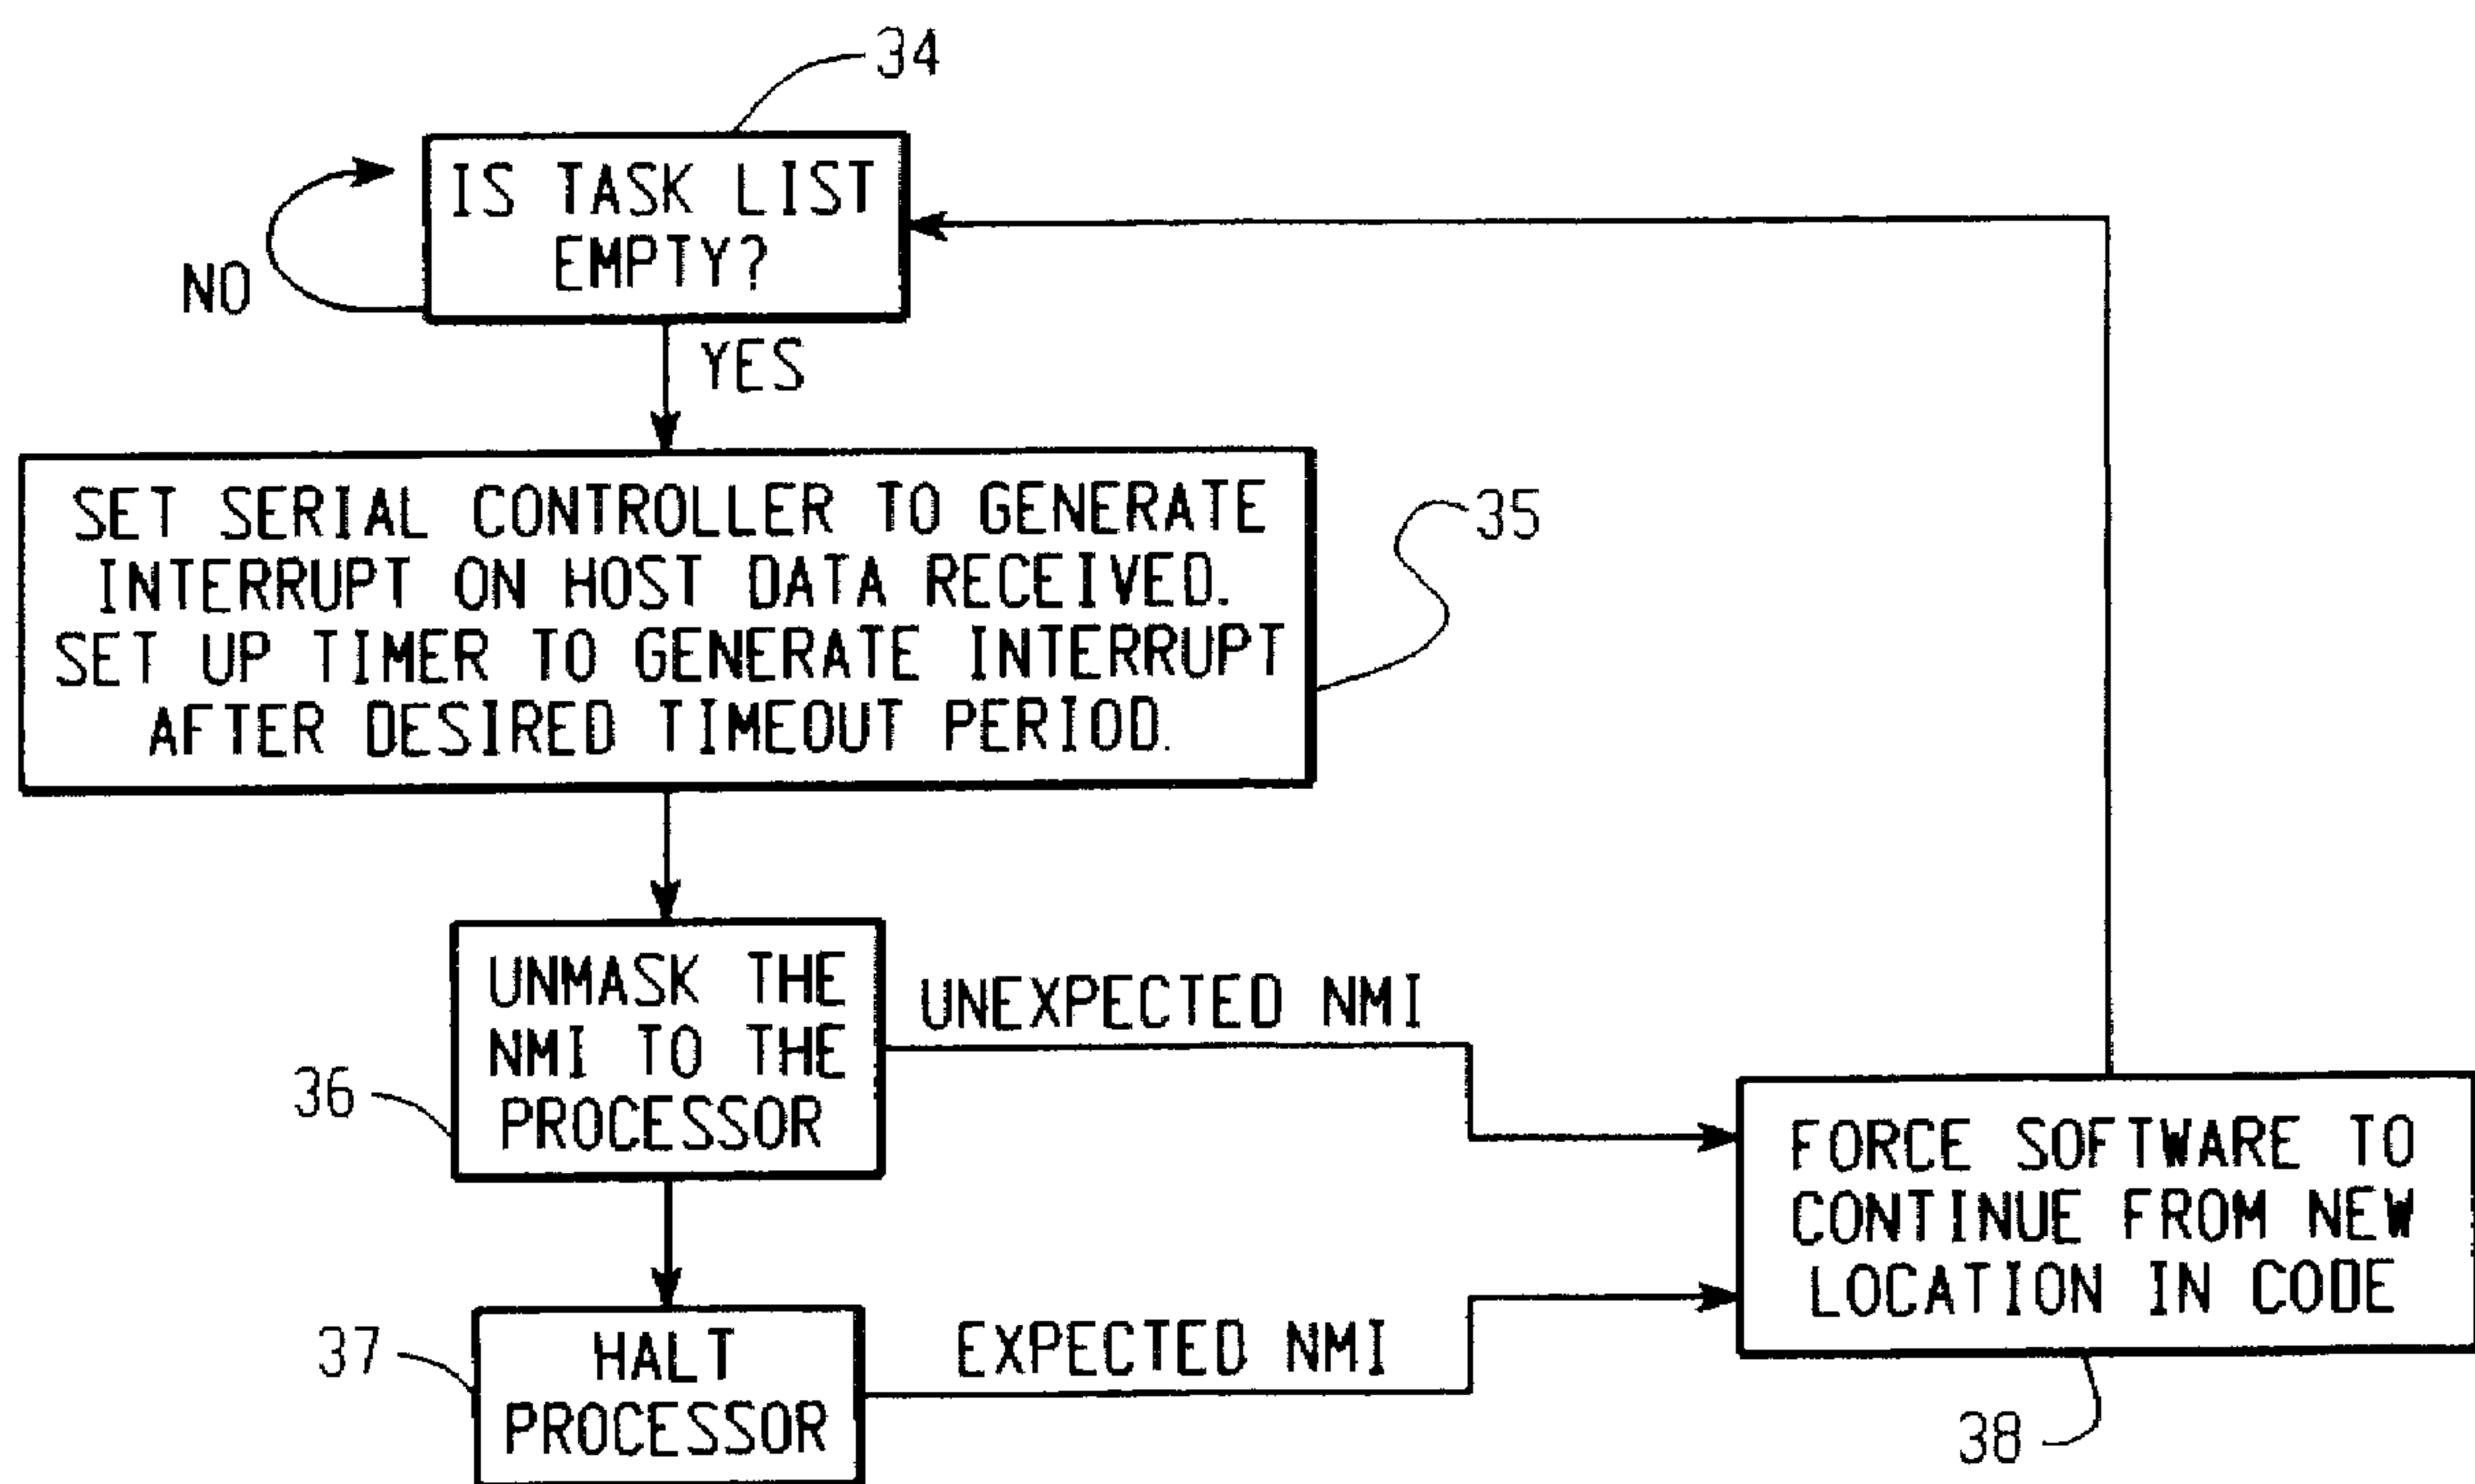 34
IS TASK LIST
EMPTY?
NO
YES
SET SERIAL CONTROLLER TO GENERATE
INTERRUPT ON HOST DATA RECEIVED.
SET UP TIMER TO GENERATE INTERRUPT
AFTER DESIRED TIMEOUT PERIOD.
35
UNMASK THE
NMI TO THE
PROCESSOR
36
UNEXPECTED NMI
HALT
PROCESSOR
37
EXPECTED NMI
FORCE SOFTWARE TO
CONTINUE FROM NEW
LOCATION IN CODE
38